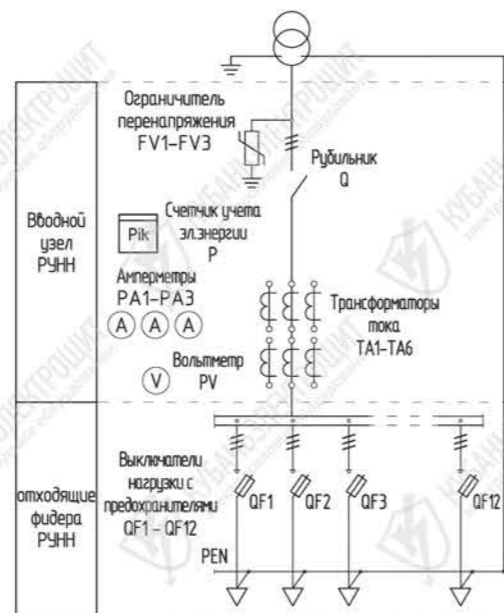 Ограничитель
перенапряжения
FV1-FV3
Рубильник
Q
Вводной
узел
РУНН
Счетчик учета
эл.энергии
P
Pik
Амперметры
PA1-PA3
A A A
Трансформаторы
тока
TA1-TA6
Вольтметр
PV
V
отходящие
фидера
РУНН
Выключатели
нагрузки с
предохранителями
QF1 - QF12
QF1 QF2 QF3 QF12
PEN
КУБАНЬЭЛЕКТРОЩИТ